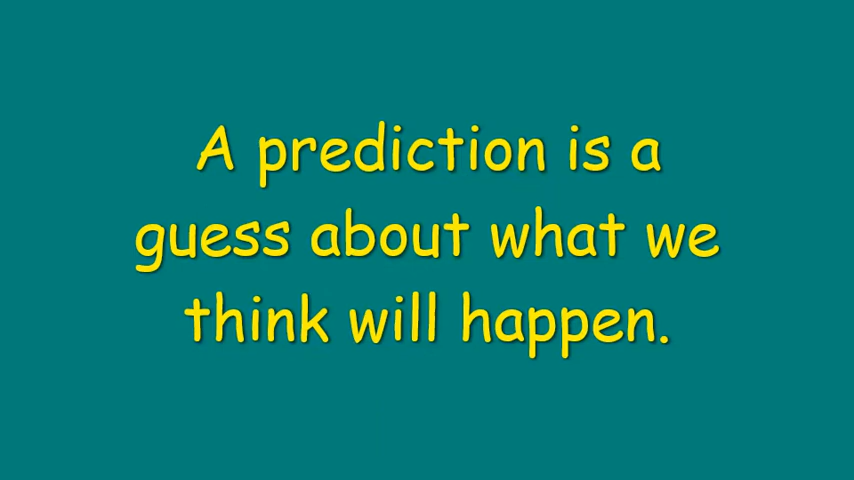 A prediction is a
guess about what we
think will happen.